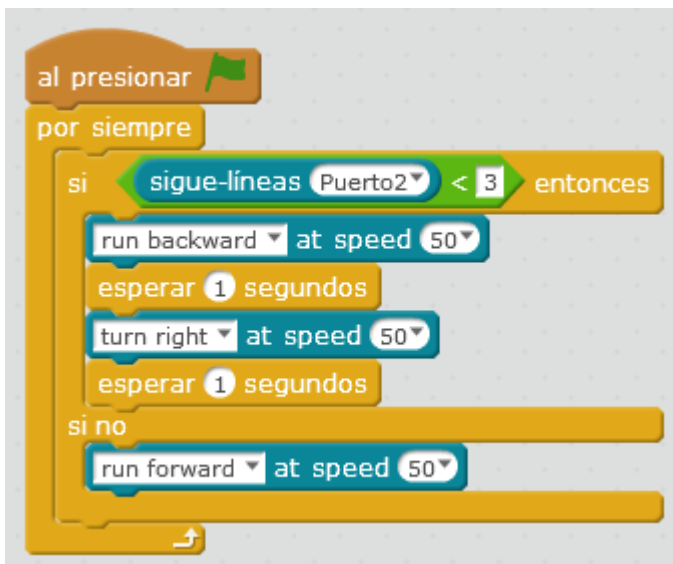 al presionar
por siempre
si sigue-líneas Puerto2 < 3 entonces
run backward at speed 50
esperar 1 segundos
turn right at speed 50
esperar 1 segundos
si no
run forward at speed 50